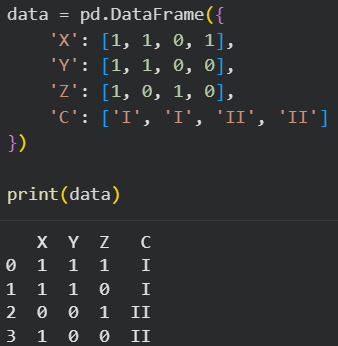 data = pd.DataFrame({
    'X': [1, 1, 0, 1],
    'Y': [1, 1, 0, 0],
    'Z': [1, 0, 1, 0],
    'C': ['I', 'I', 'II', 'II']
})

print(data)

   X  Y  Z   C
0  1  1  1   I
1  1  1  0   I
2  0  0  1  II
3  1  0  0  II